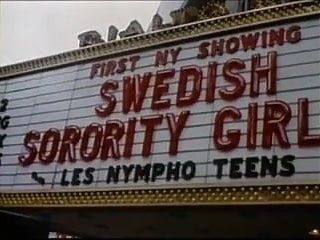 FIRST NY SHOWING
SWEDISH
SORORITY GIRL
LES NYMPHO TEENS